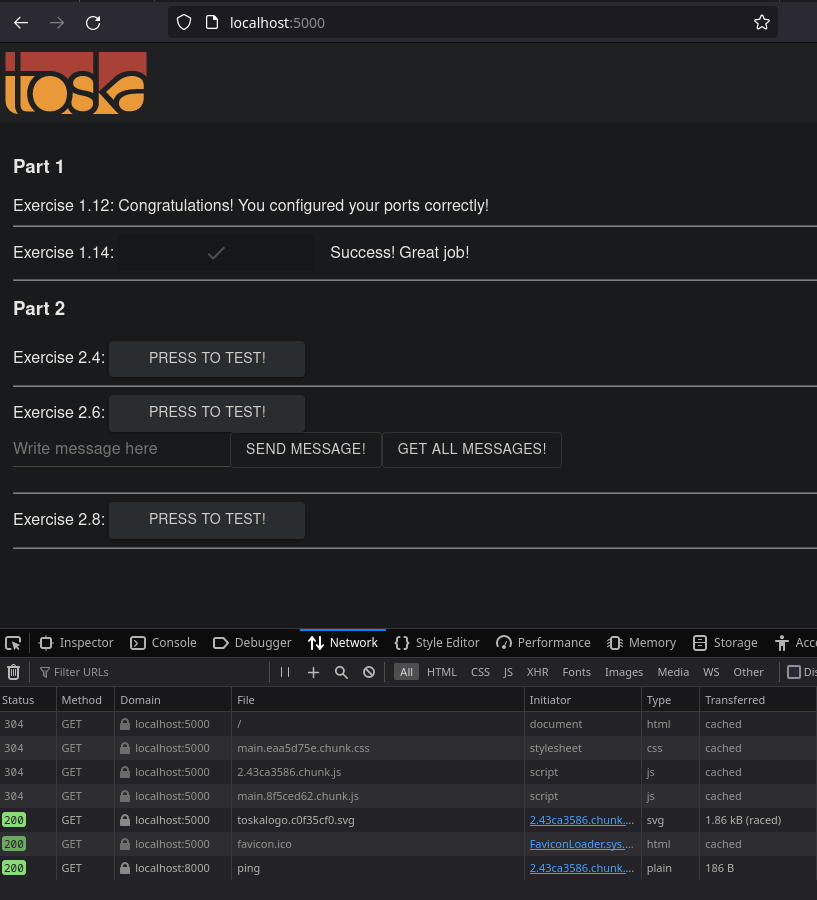 localhost:5000
toska
Part 1
Exercise 1.12: Congratulations! You configured your ports correctly!
Exercise 1.14: Success! Great job!
Part 2
Exercise 2.4: PRESS TO TEST!
Exercise 2.6: PRESS TO TEST!
Write message here SEND MESSAGE! GET ALL MESSAGES!
Exercise 2.8: PRESS TO TEST!
Inspector Console Debugger Network Style Editor Performance Memory Storage Acc
Filter URLs All HTML CSS JS XHR Fonts Images Media WS Other Dis
Status Method Domain File Initiator Type Transferred
304 GET localhost:5000 / document html cached
304 GET localhost:5000 main.eaa5d75e.chunk.css stylesheet css cached
304 GET localhost:5000 2.43ca3586.chunk.js script js cached
304 GET localhost:5000 main.8f5ced62.chunk.js script js cached
200 GET localhost:5000 toskalogo.c0f35cf0.svg 2.43ca3586.chunk.… svg 1.86 kB (raced)
200 GET localhost:5000 favicon.ico FaviconLoader.sys.… html cached
200 GET localhost:8000 ping 2.43ca3586.chunk.… plain 186 B